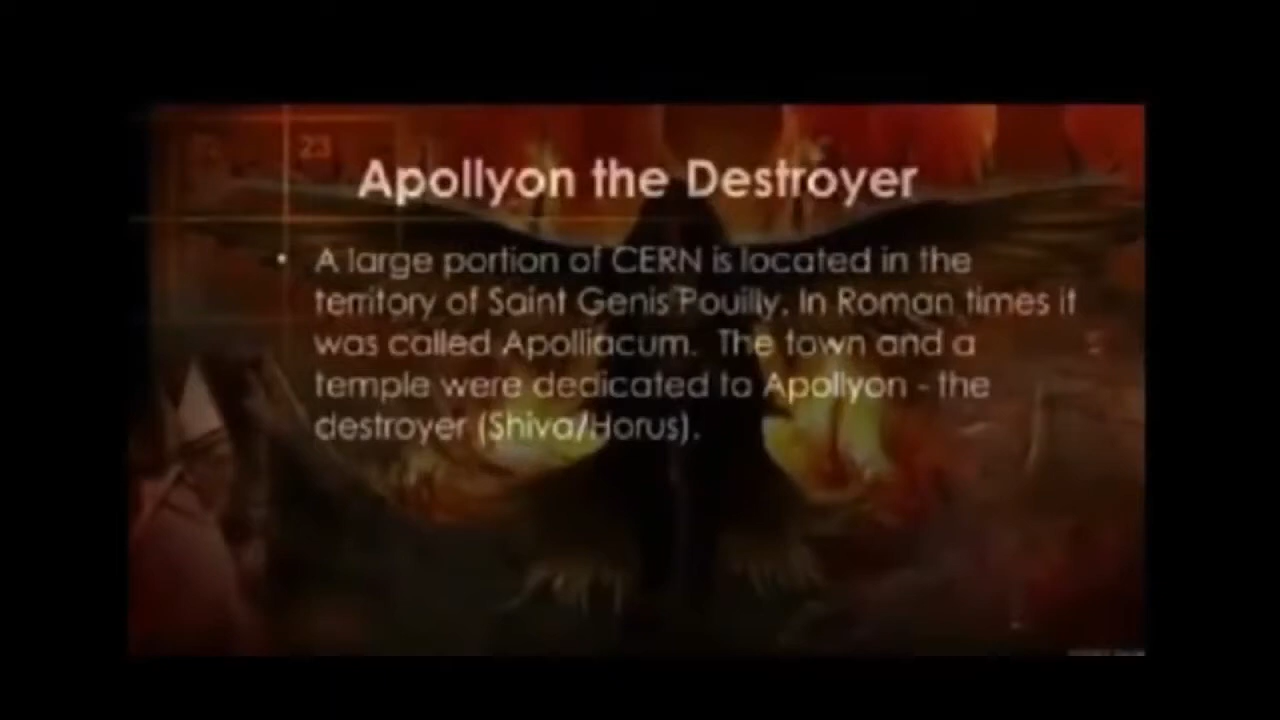 23
Apollyon the Destroyer
• A large portion of CERN is located in the
territory of Saint Genis Pouilly. In Roman times it
was called Apolliacum. The town and a
temple were dedicated to Apollyon - the
destroyer (Shiva/Horus).